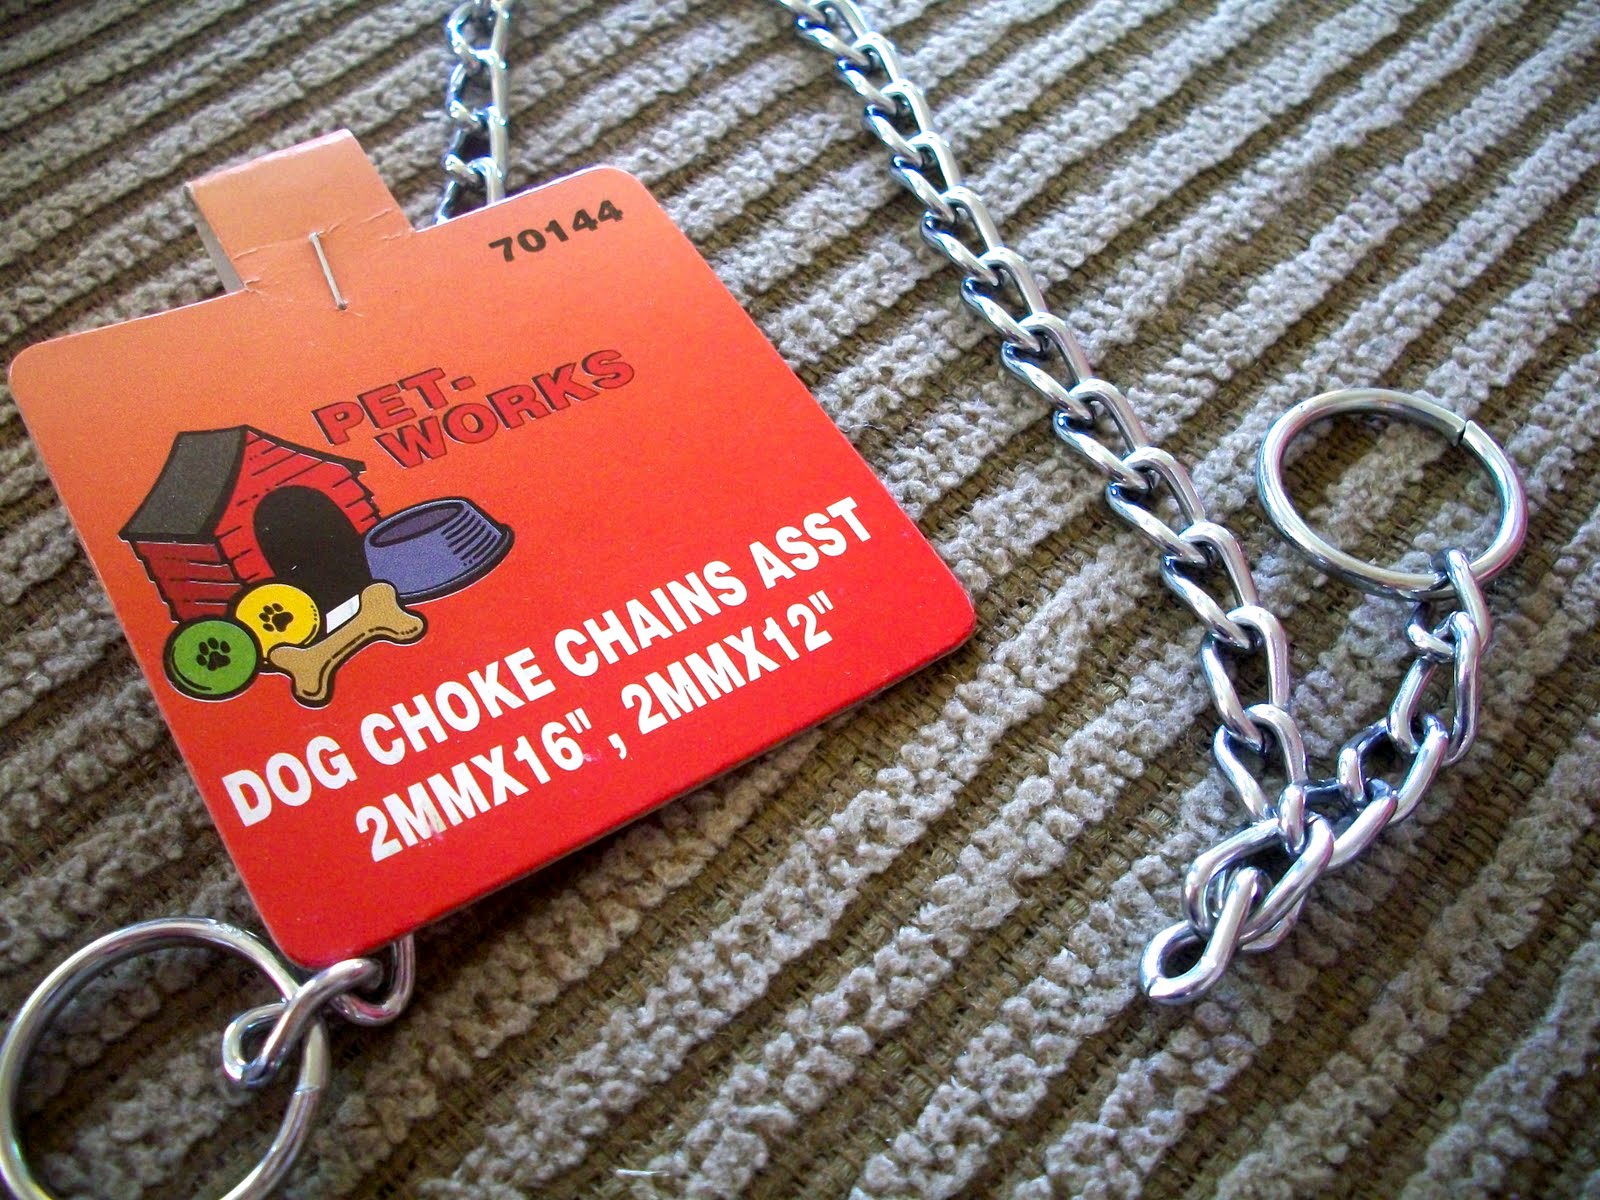 70144
PET-
WORKS
DOG CHOKE CHAINS ASST
2MMX16", 2MMX12"